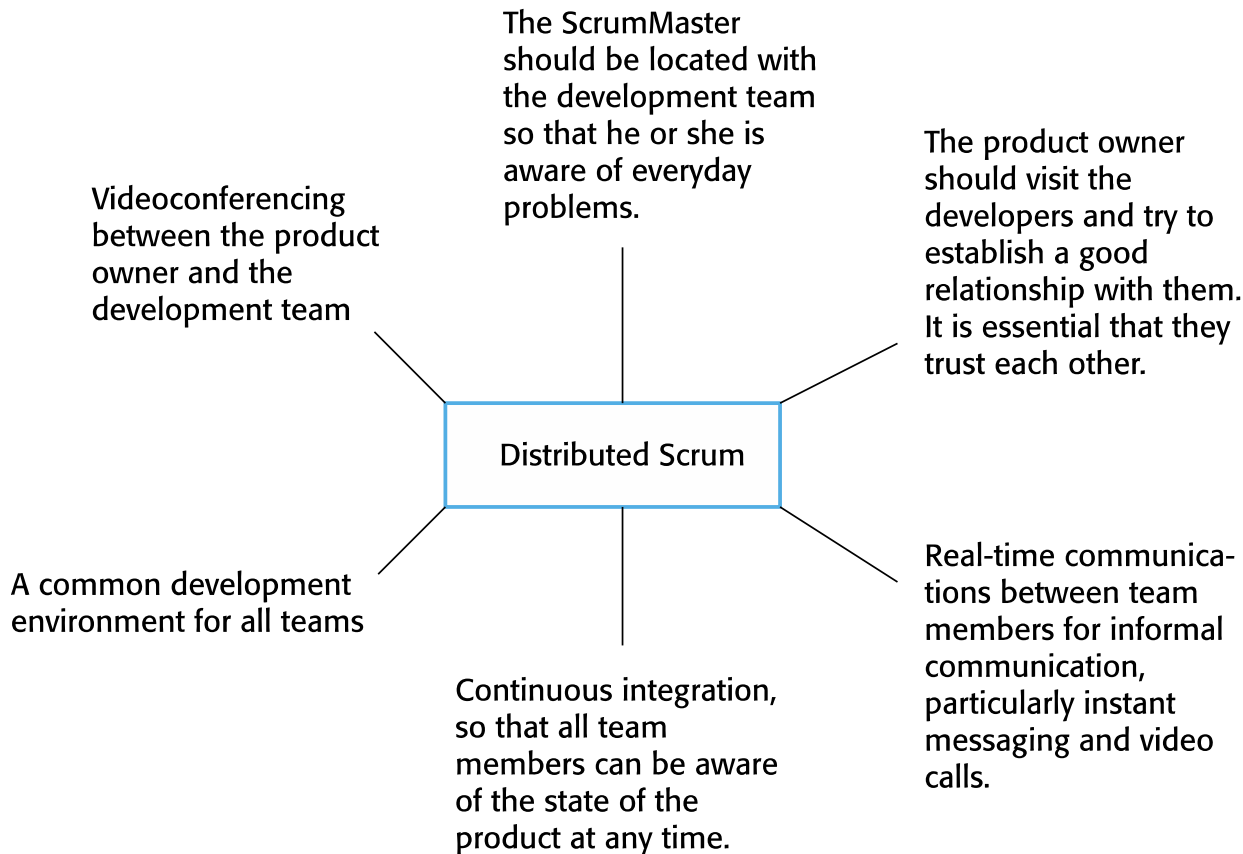 The ScrumMaster
should be located with
the development team
so that he or she is
aware of everyday
problems.
The product owner
should visit the
developers and try to
establish a good
relationship with them.
It is essential that they
trust each other.
Videoconferencing
between the product
owner and the
development team
Distributed Scrum
A common development
environment for all teams
Real-time communica-
tions between team
members for informal
communication,
particularly instant
messaging and video
calls.
Continuous integration,
so that all team
members can be aware
of the state of the
product at any time.